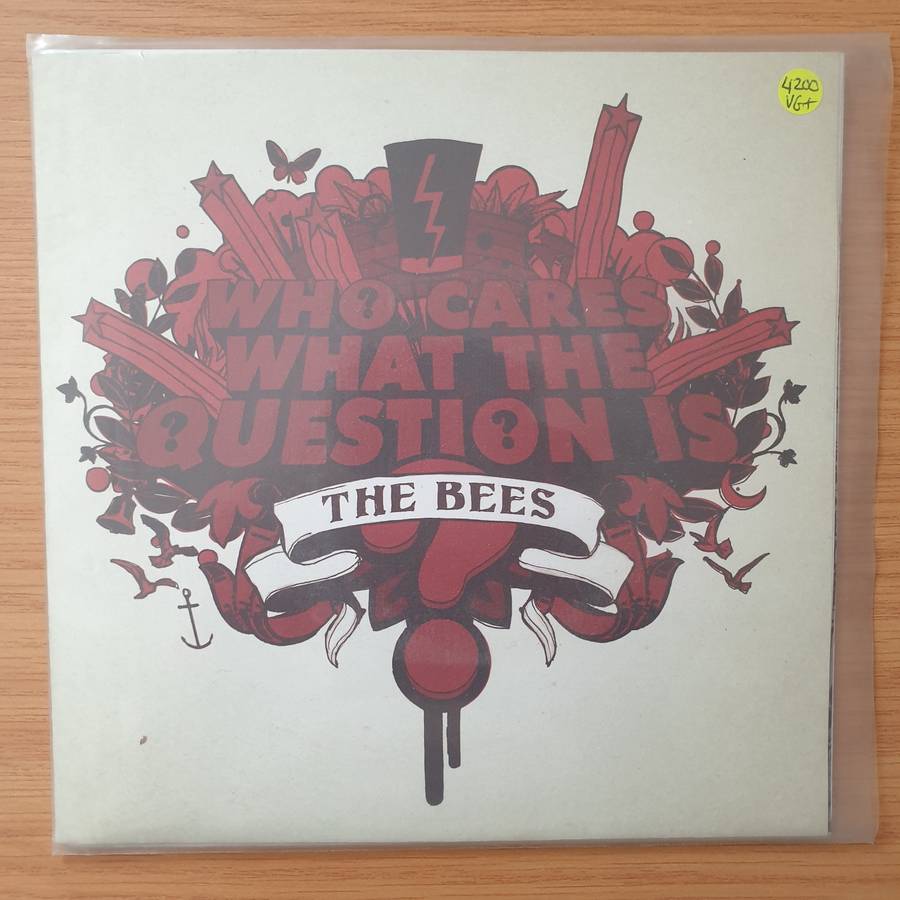 4200
VG+
WHO CARES
WHAT THE
QUESTION IS
THE BEES